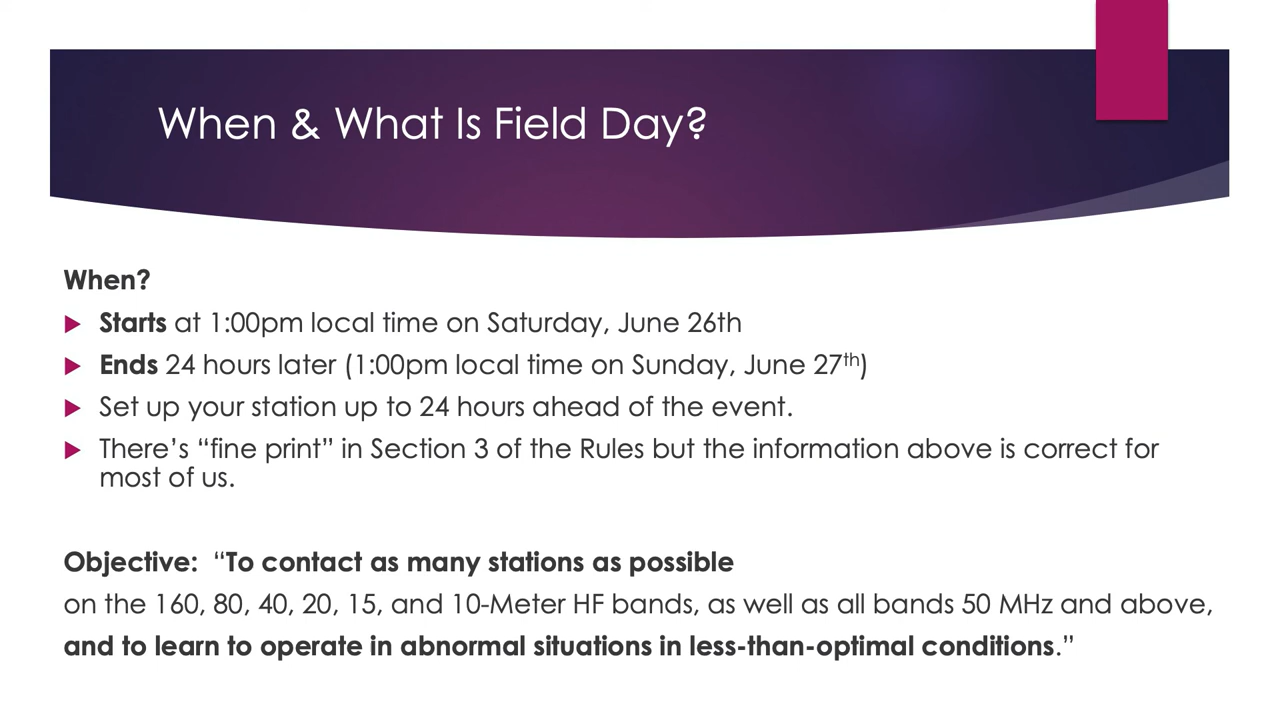 When & What Is Field Day?
When?
Starts at 1:00pm local time on Saturday, June 26th
Ends 24 hours later (1:00pm local time on Sunday, June 27th)
Set up your station up to 24 hours ahead of the event.
There’s “fine print” in Section 3 of the Rules but the information above is correct for
most of us.
Objective:  “To contact as many stations as possible
on the 160, 80, 40, 20, 15, and 10-Meter HF bands, as well as all bands 50 MHz and above,
and to learn to operate in abnormal situations in less-than-optimal conditions.”